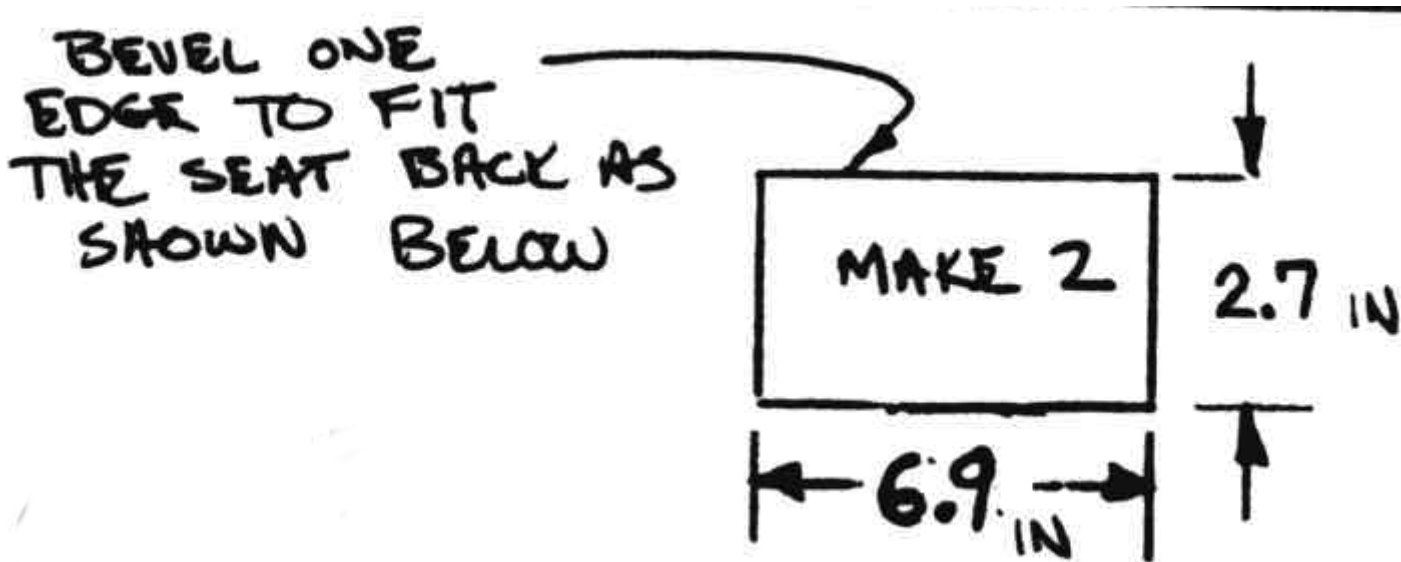 BEVEL ONE
EDGE TO FIT
THE SEAT BACK AS
SHOWN BELOW
MAKE 2
2.7 IN
6.9 IN